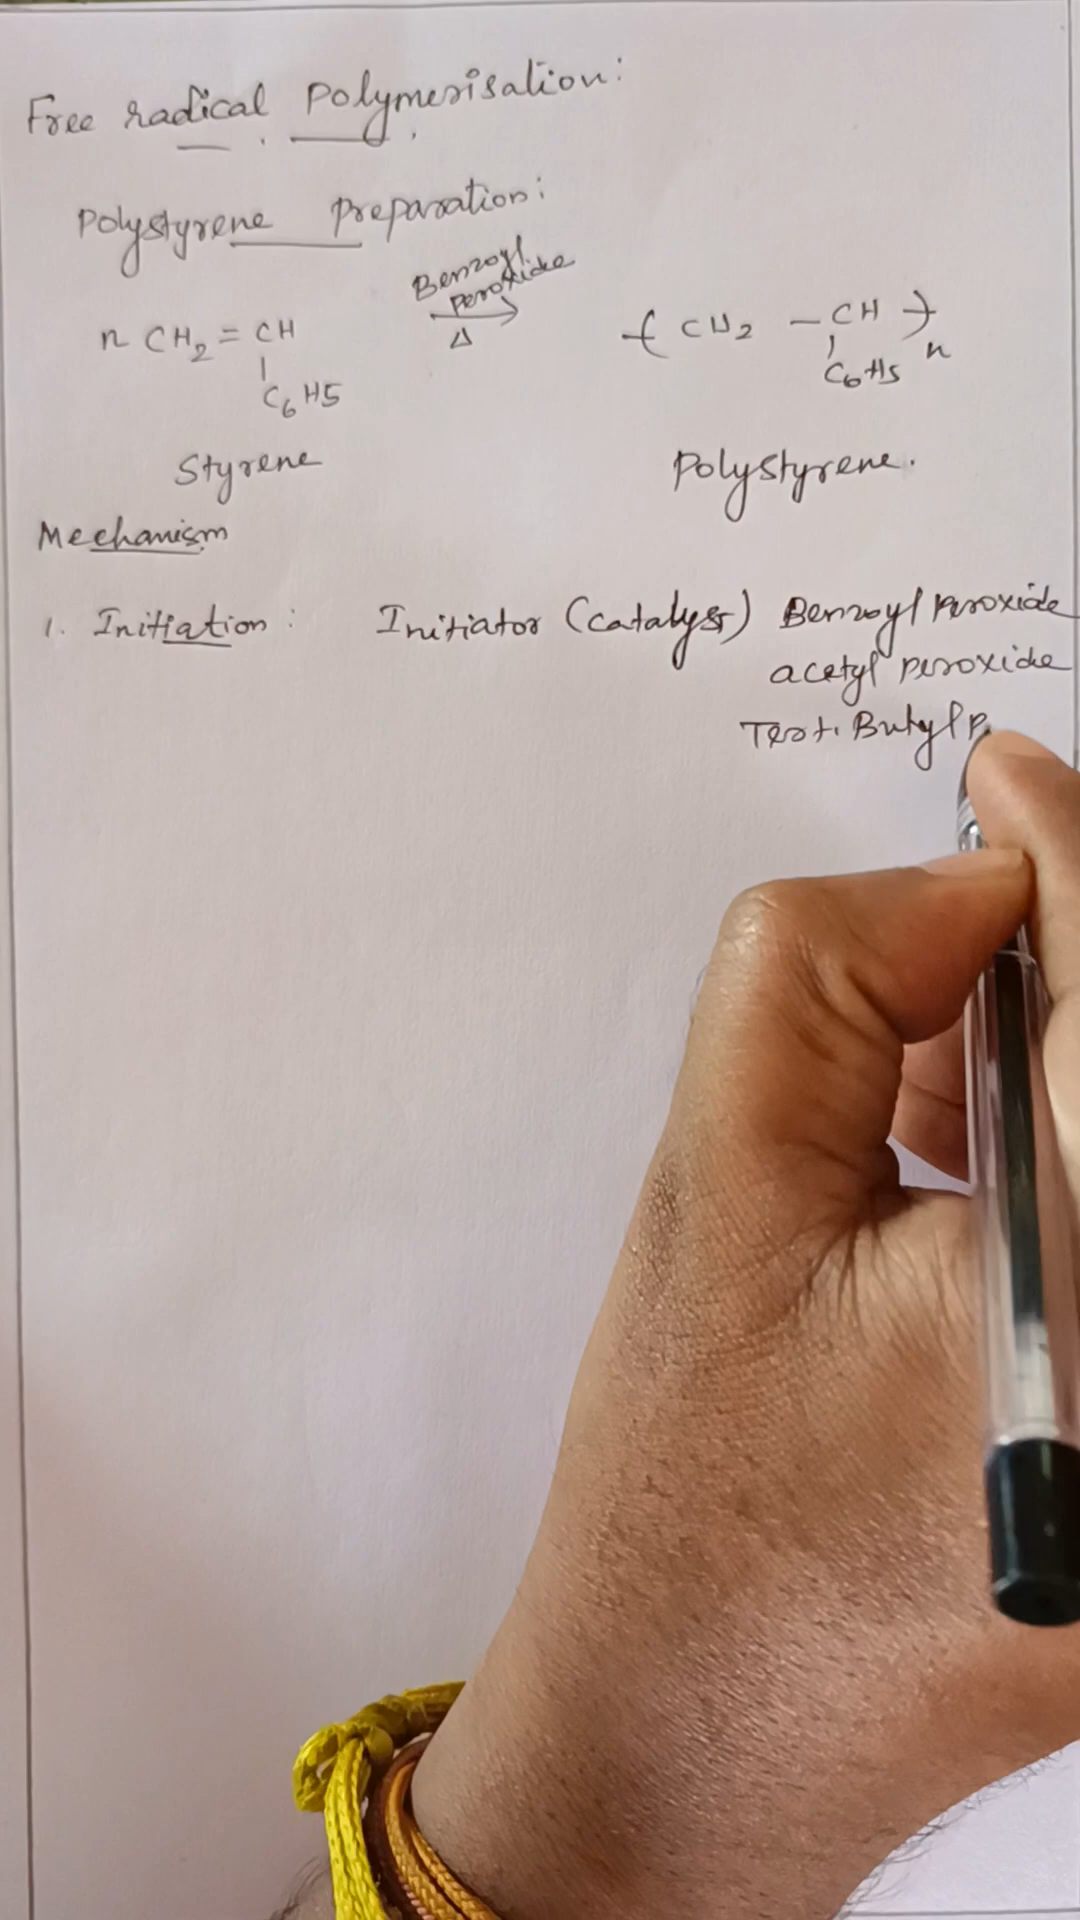 Free radical Polymerisation:
Polystyrene Preparation:
Benzoyl
peroxide
n CH2 = CH
Δ
( CH2 - CH )n
C6H5
C6H5
Styrene
Polystyrene.
Mechanism
1. Initiation: Initiator (catalyst) Benzoyl peroxide
acetyl peroxide
Tert. Butyl P